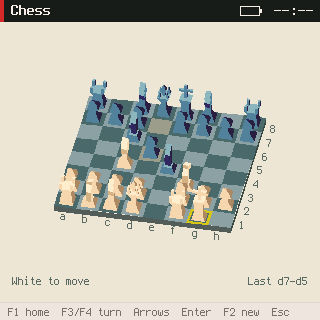 Chess --:--
8
7
6
5
4
3
2
1
a b c d e f g h
White to move Last d7-d5
F1 home F3/F4 turn Arrows Enter F2 new Esc